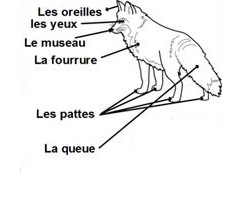 Les oreilles
les yeux
Le museau
La fourrure
Les pattes
La queue